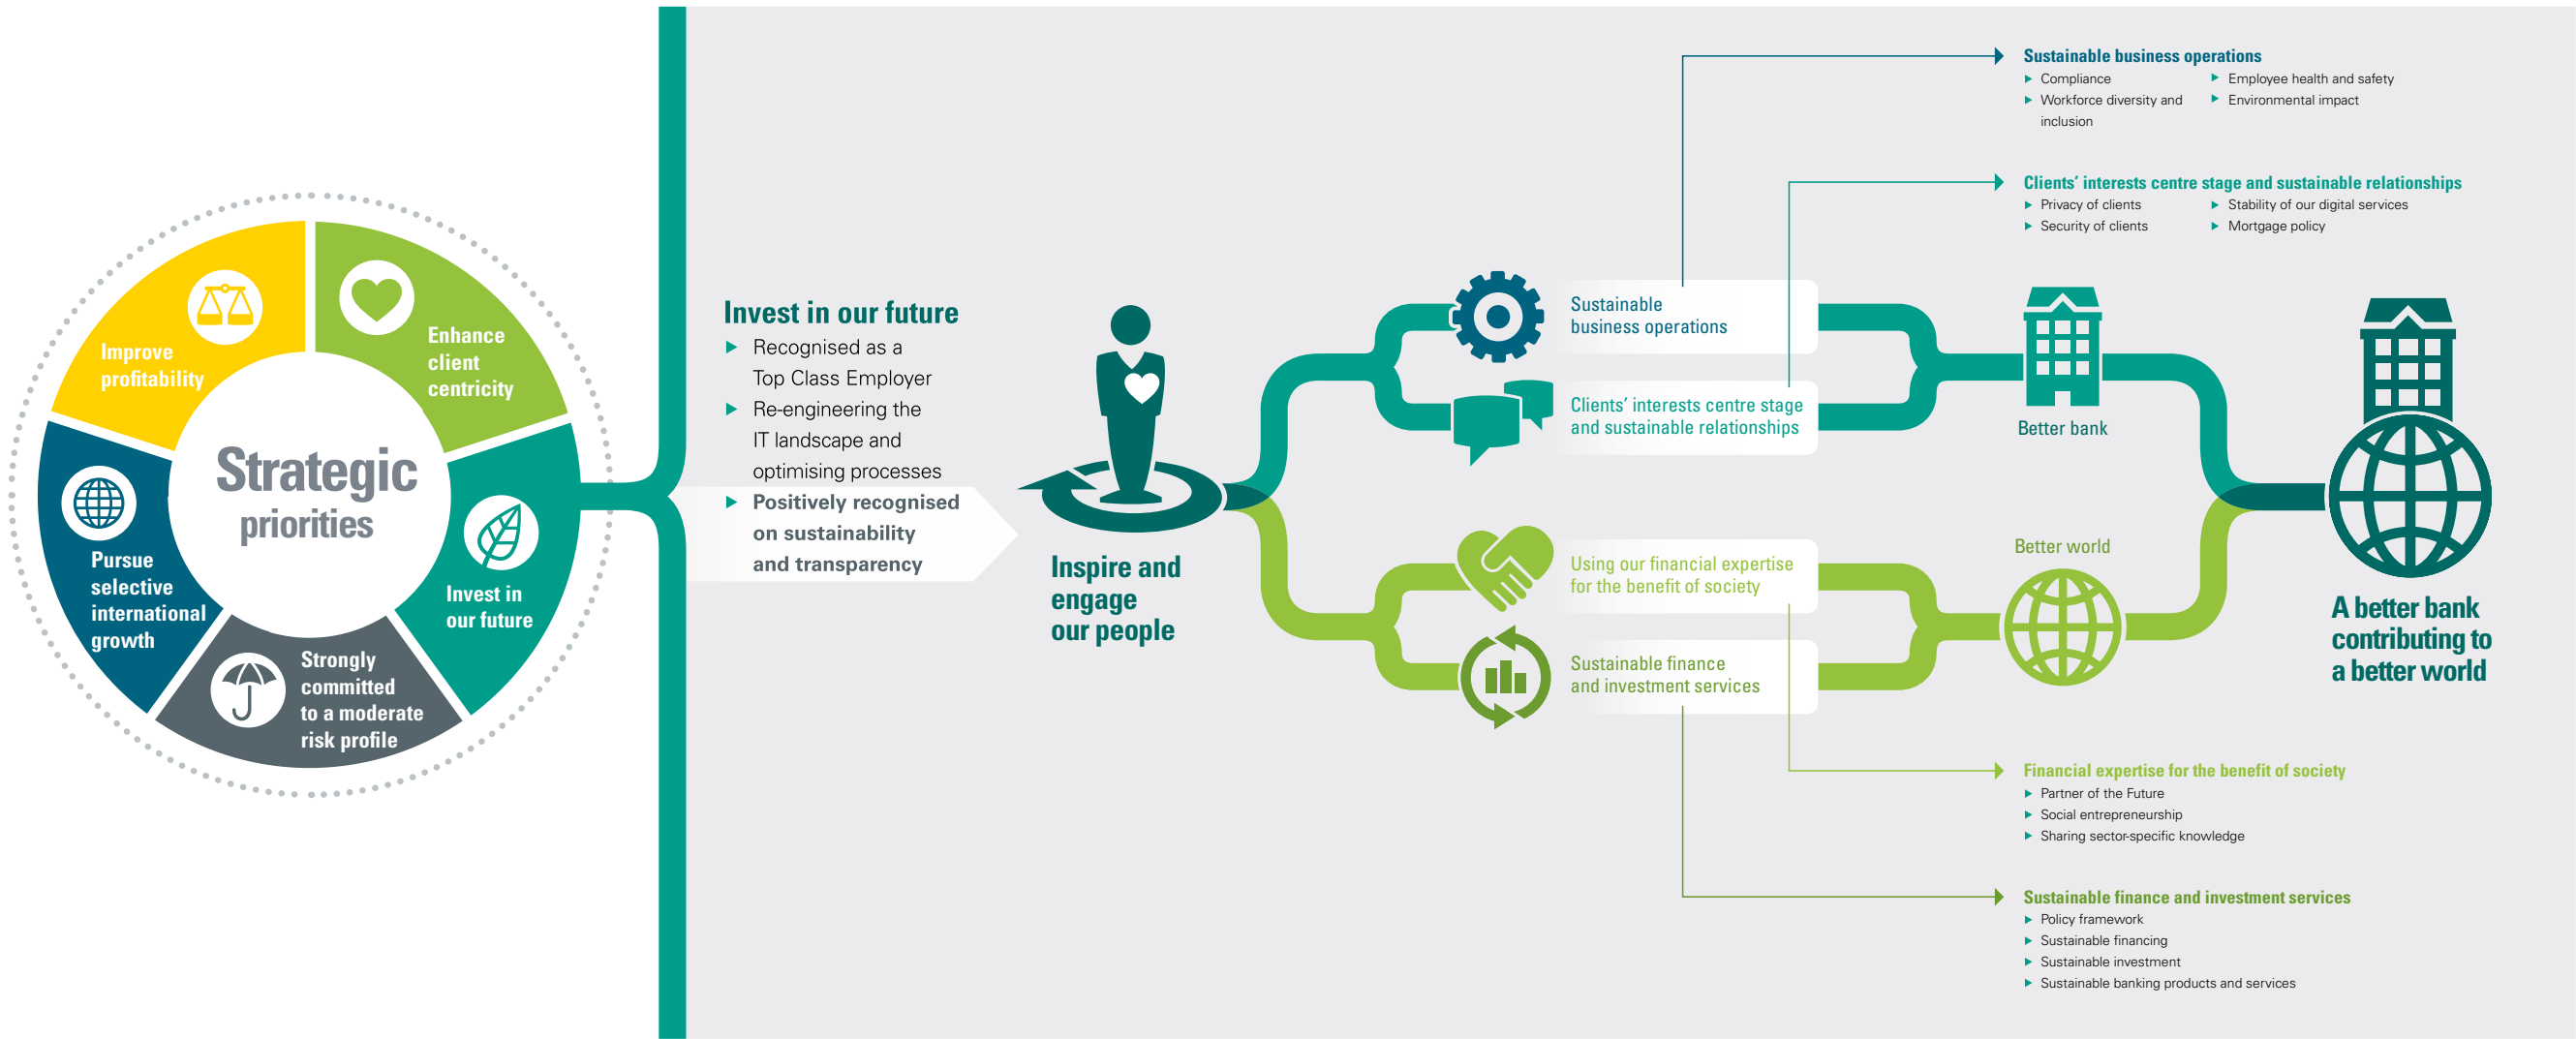 Strategic
priorities
Improve
profitability
Enhance
client
centricity
Invest in
our future
Strongly
committed
to a moderate
risk profile
Pursue
selective
international
growth
Invest in our future
Recognised as a
Top Class Employer
Re-engineering the
IT landscape and
optimising processes
Positively recognised
on sustainability
and transparency
Inspire and
engage
our people
Sustainable
business operations
Clients’ interests centre stage
and sustainable relationships
Using our financial expertise
for the benefit of society
Sustainable finance
and investment services
Sustainable business operations
Compliance
Workforce diversity and
inclusion
Employee health and safety
Environmental impact
Clients’ interests centre stage and sustainable relationships
Privacy of clients
Security of clients
Stability of our digital services
Mortgage policy
Better bank
Better world
Financial expertise for the benefit of society
Partner of the Future
Social entrepreneurship
Sharing sector-specific knowledge
Sustainable finance and investment services
Policy framework
Sustainable financing
Sustainable investment
Sustainable banking products and services
A better bank
contributing to
a better world